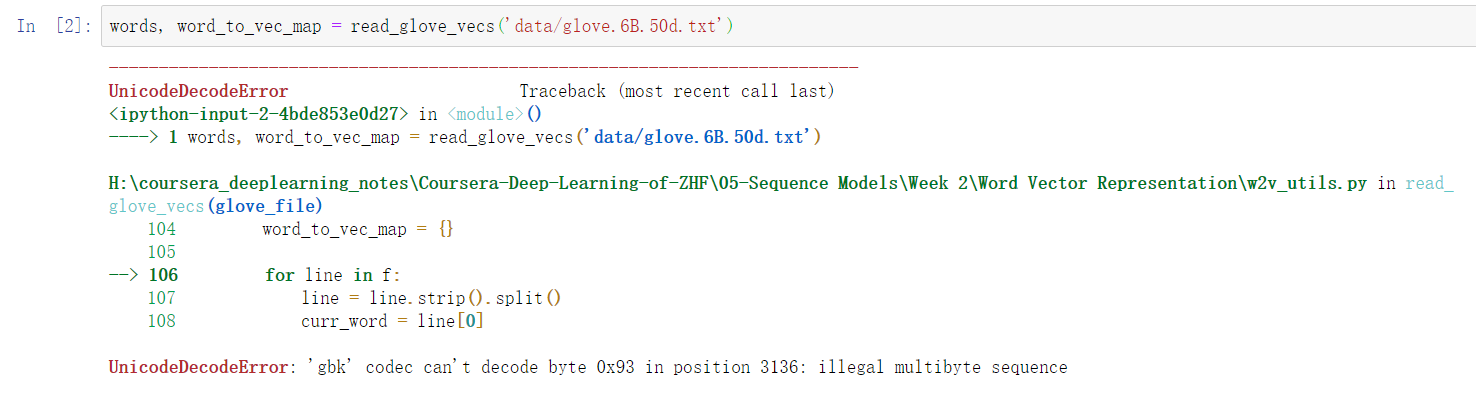 In [2]: words, word_to_vec_map = read_glove_vecs('data/glove.6B.50d.txt')
---------------------------------------------------------------------------
UnicodeDecodeError                        Traceback (most recent call last)
<ipython-input-2-4bde853e0d27> in <module>()
----> 1 words, word_to_vec_map = read_glove_vecs('data/glove.6B.50d.txt')
H:\coursera_deeplearning_notes\Coursera-Deep-Learning-of-ZHF\05-Sequence Models\Week 2\Word Vector Representation\w2v_utils.py in read_
glove_vecs(glove_file)
    104         word_to_vec_map = {}
    105
--> 106         for line in f:
    107             line = line.strip().split()
    108             curr_word = line[0]
UnicodeDecodeError: 'gbk' codec can't decode byte 0x93 in position 3136: illegal multibyte sequence